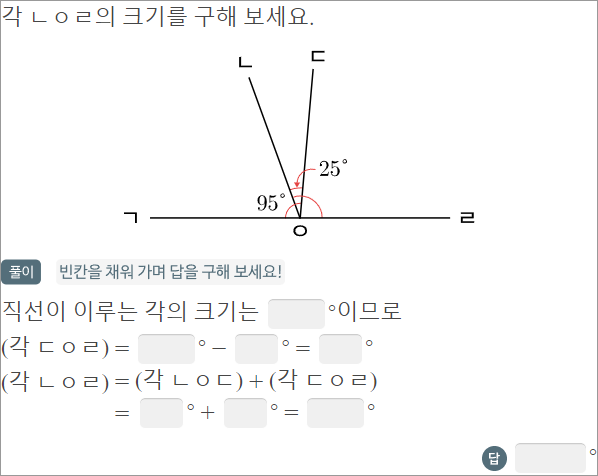 각 ㄴㅇㄹ의 크기를 구해 보세요.
ㄴ ㄷ
25°
95°
ㄱ ㄹ
ㅇ
풀이 빈칸을 채워 가며 답을 구해 보세요!
직선이 이루는 각의 크기는 °이므로
(각 ㄷㅇㄹ) = ° − ° = °
(각 ㄴㅇㄹ) = (각 ㄴㅇㄷ) + (각 ㄷㅇㄹ)
= ° + ° = °
답 °